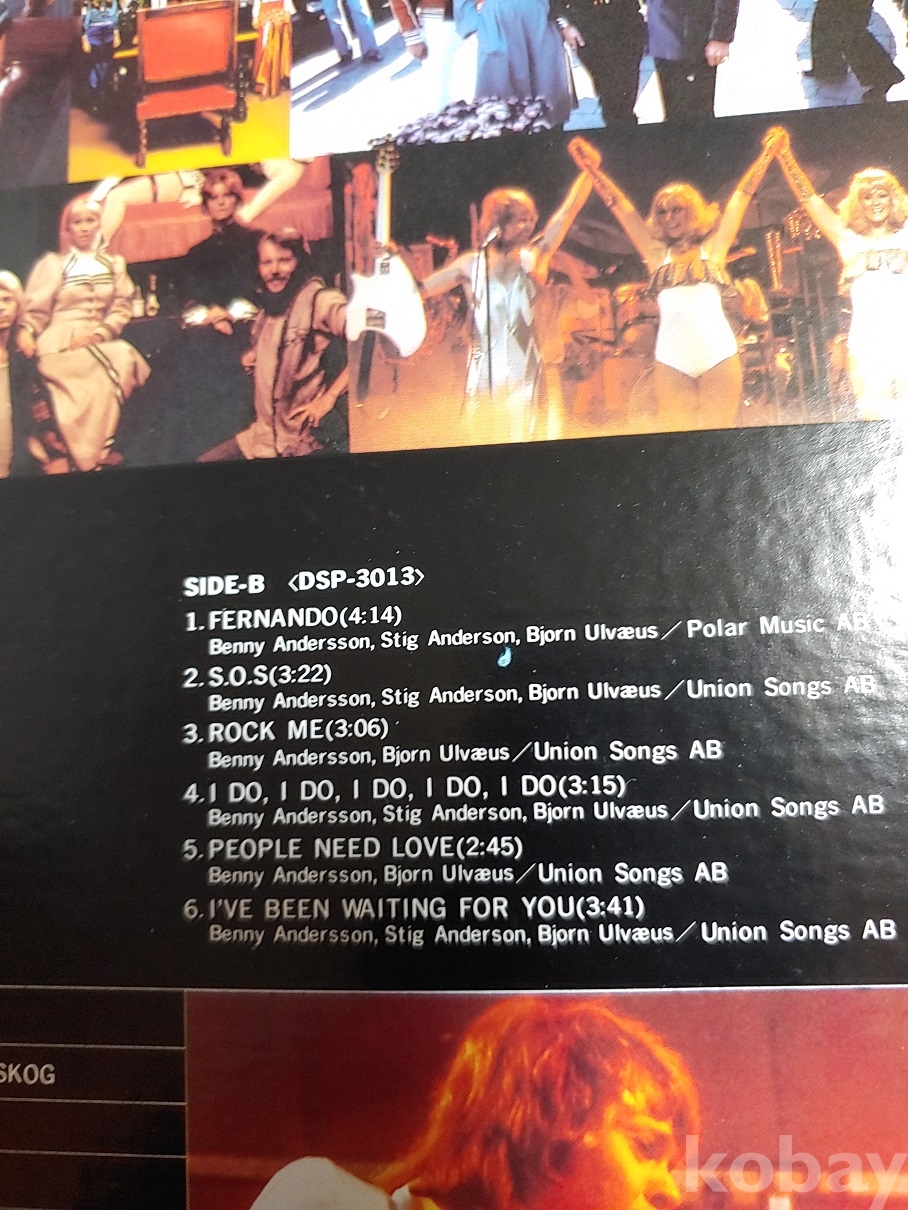 SIDE-B 〈DSP-3013〉
1. FERNANDO(4:14)
Benny Andersson, Stig Anderson, Bjorn Ulvæus／Polar Music AB
2. S.O.S(3:22)
Benny Andersson, Stig Anderson, Bjorn Ulvæus／Union Songs AB
3. ROCK ME(3:06)
Benny Andersson, Bjorn Ulvæus／Union Songs AB
4. I DO, I DO, I DO, I DO, I DO(3:15)
Benny Andersson, Stig Anderson, Bjorn Ulvæus／Union Songs AB
5. PEOPLE NEED LOVE(2:45)
Benny Andersson, Bjorn Ulvæus／Union Songs AB
6. I'VE BEEN WAITING FOR YOU(3:41)
Benny Andersson, Stig Anderson, Bjorn Ulvæus／Union Songs AB
SKOG
kobay